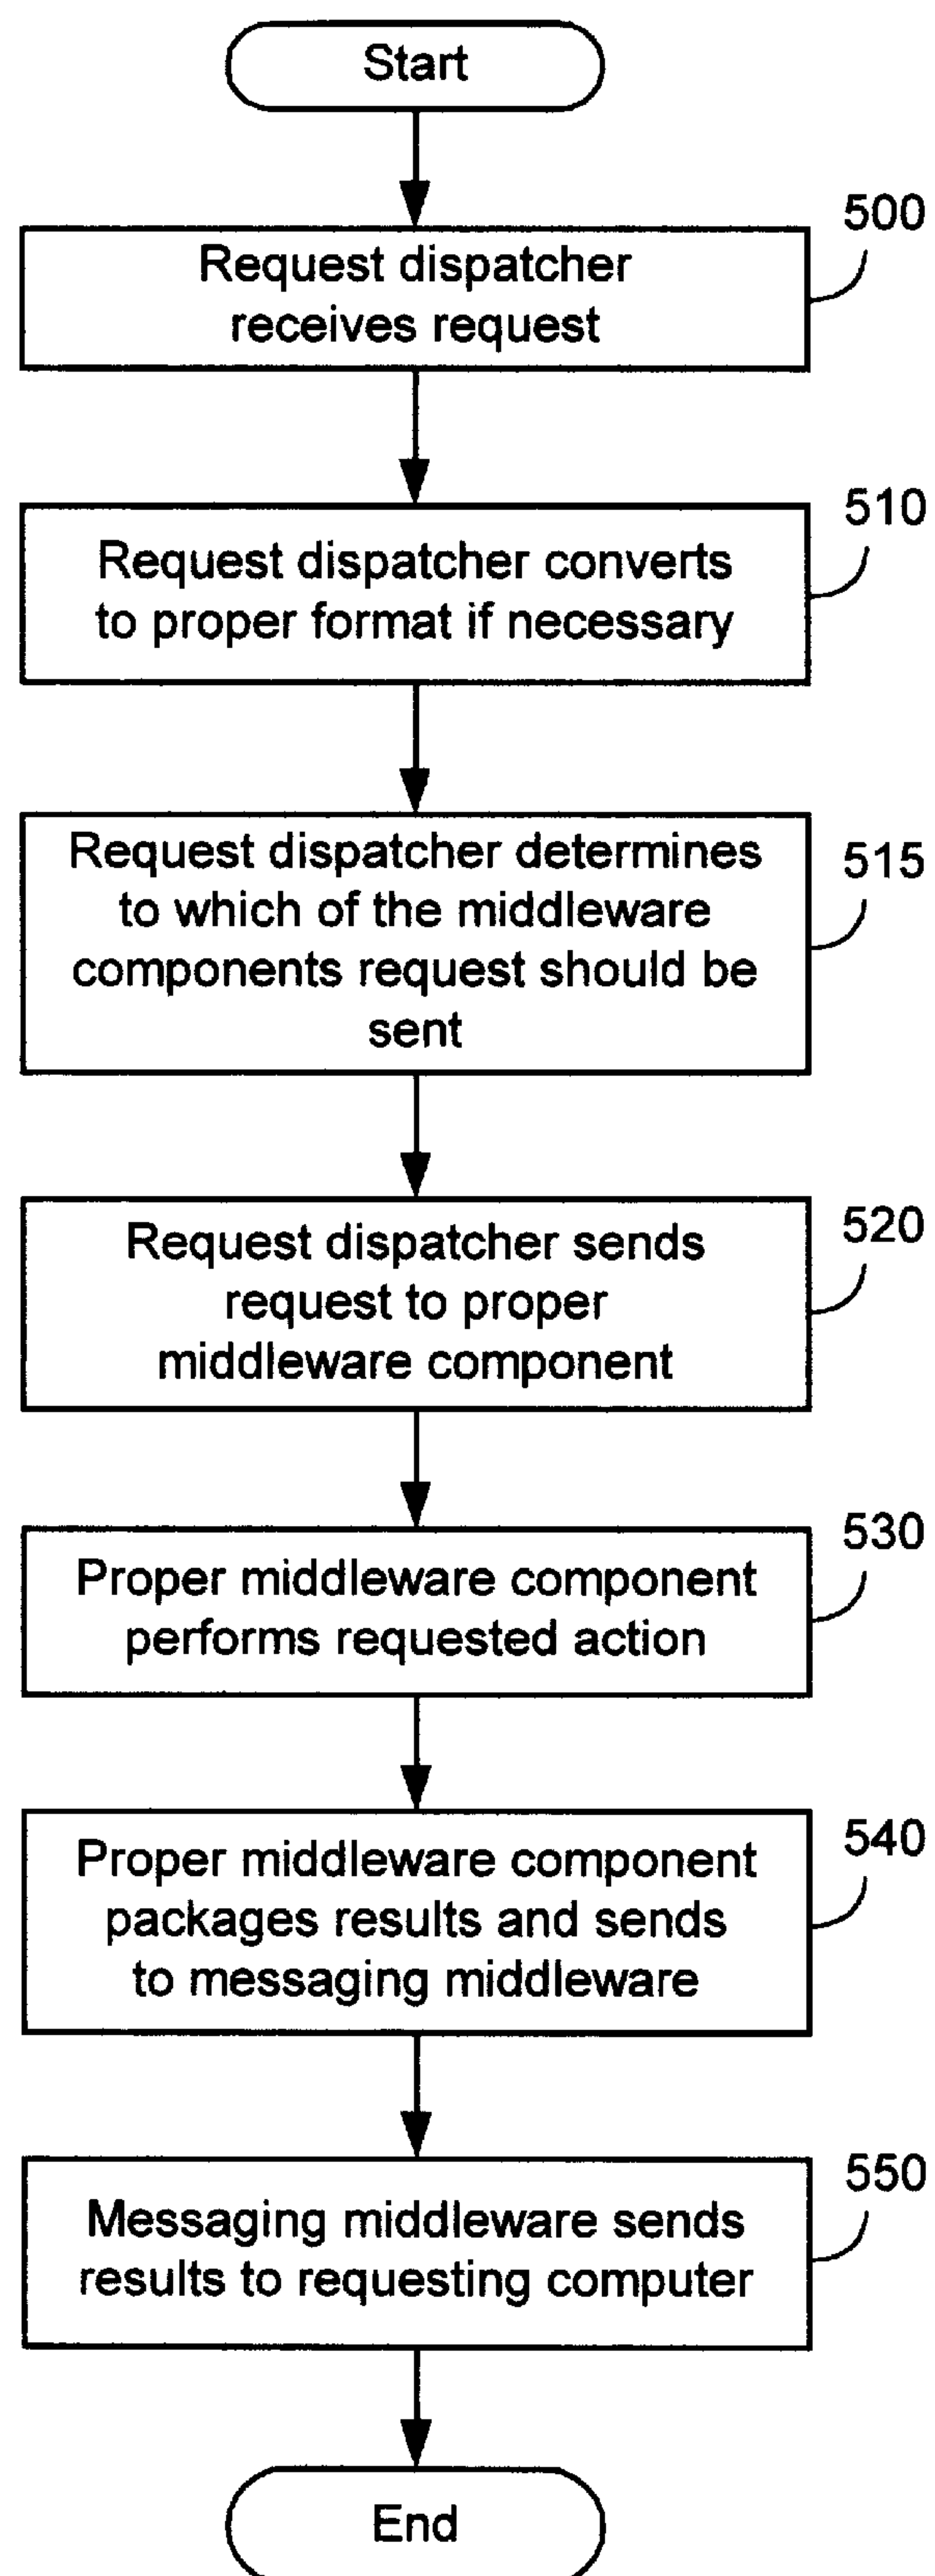 Start
500
Request dispatcher
receives request
510
Request dispatcher converts
to proper format if necessary
515
Request dispatcher determines
to which of the middleware
components request should be
sent
520
Request dispatcher sends
request to proper
middleware component
530
Proper middleware component
performs requested action
540
Proper middleware component
packages results and sends
to messaging middleware
550
Messaging middleware sends
results to requesting computer
End